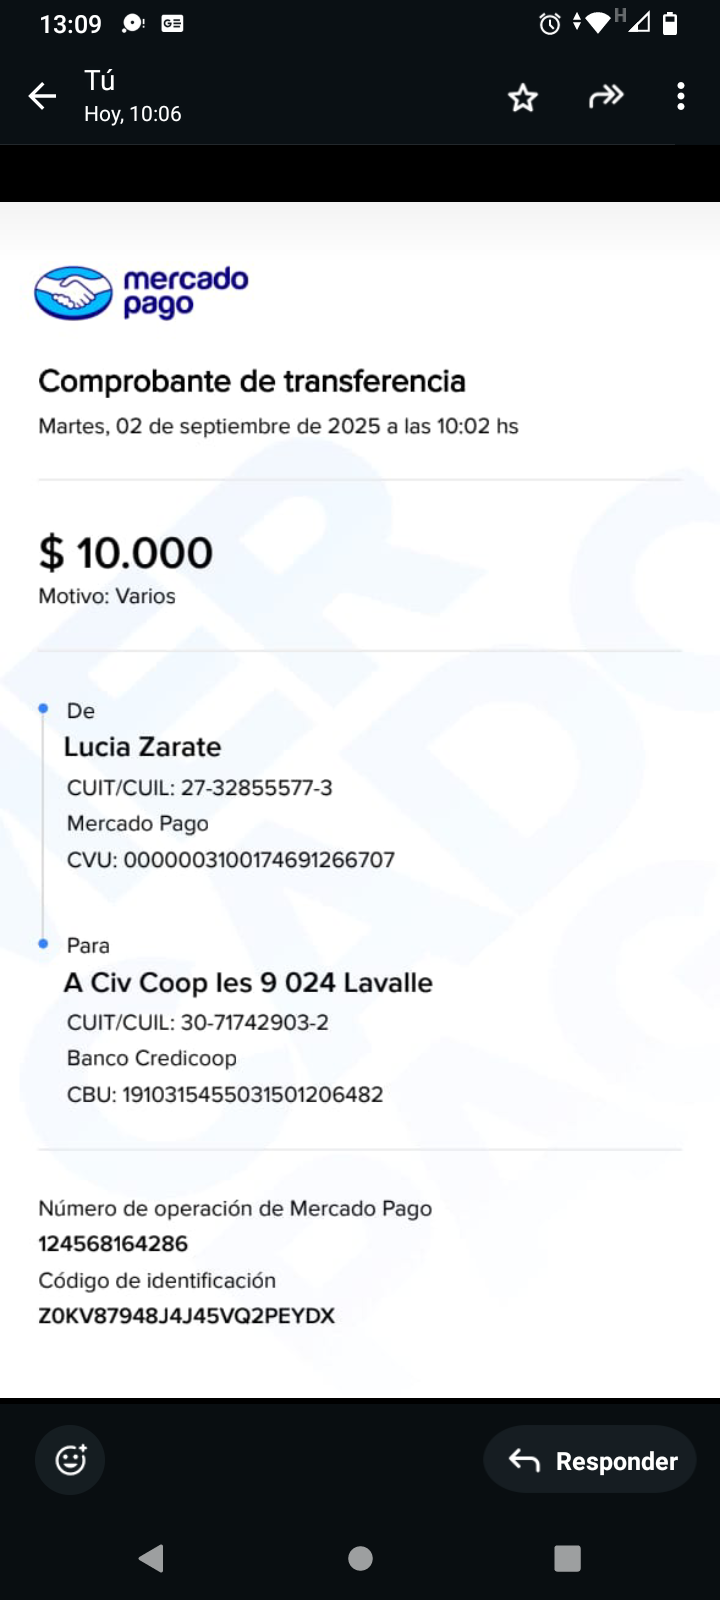 13:09
H
Tú
Hoy, 10:06
mercado
pago
Comprobante de transferencia
Martes, 02 de septiembre de 2025 a las 10:02 hs
$ 10.000
Motivo: Varios
De
Lucia Zarate
CUIT/CUIL: 27-32855577-3
Mercado Pago
CVU: 0000003100174691266707
Para
A Civ Coop Ies 9 024 Lavalle
CUIT/CUIL: 30-71742903-2
Banco Credicoop
CBU: 1910315455031501206482
Número de operación de Mercado Pago
124568164286
Código de identificación
Z0KV87948J4J45VQ2PEYDX
Responder